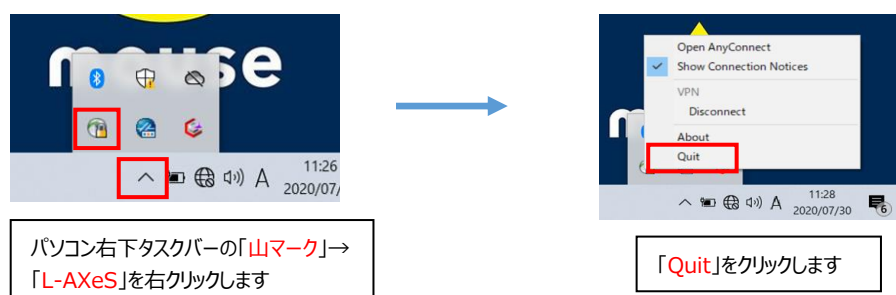 mouse
11:26
2020/07/
A
パソコン右下タスクバーの「山マーク」→
「L-AXeS」を右クリックします
Open AnyConnect
Show Connection Notices
VPN
Disconnect
About
Quit
m
A
11:28
2020/07/30
6
「Quit」をクリックします